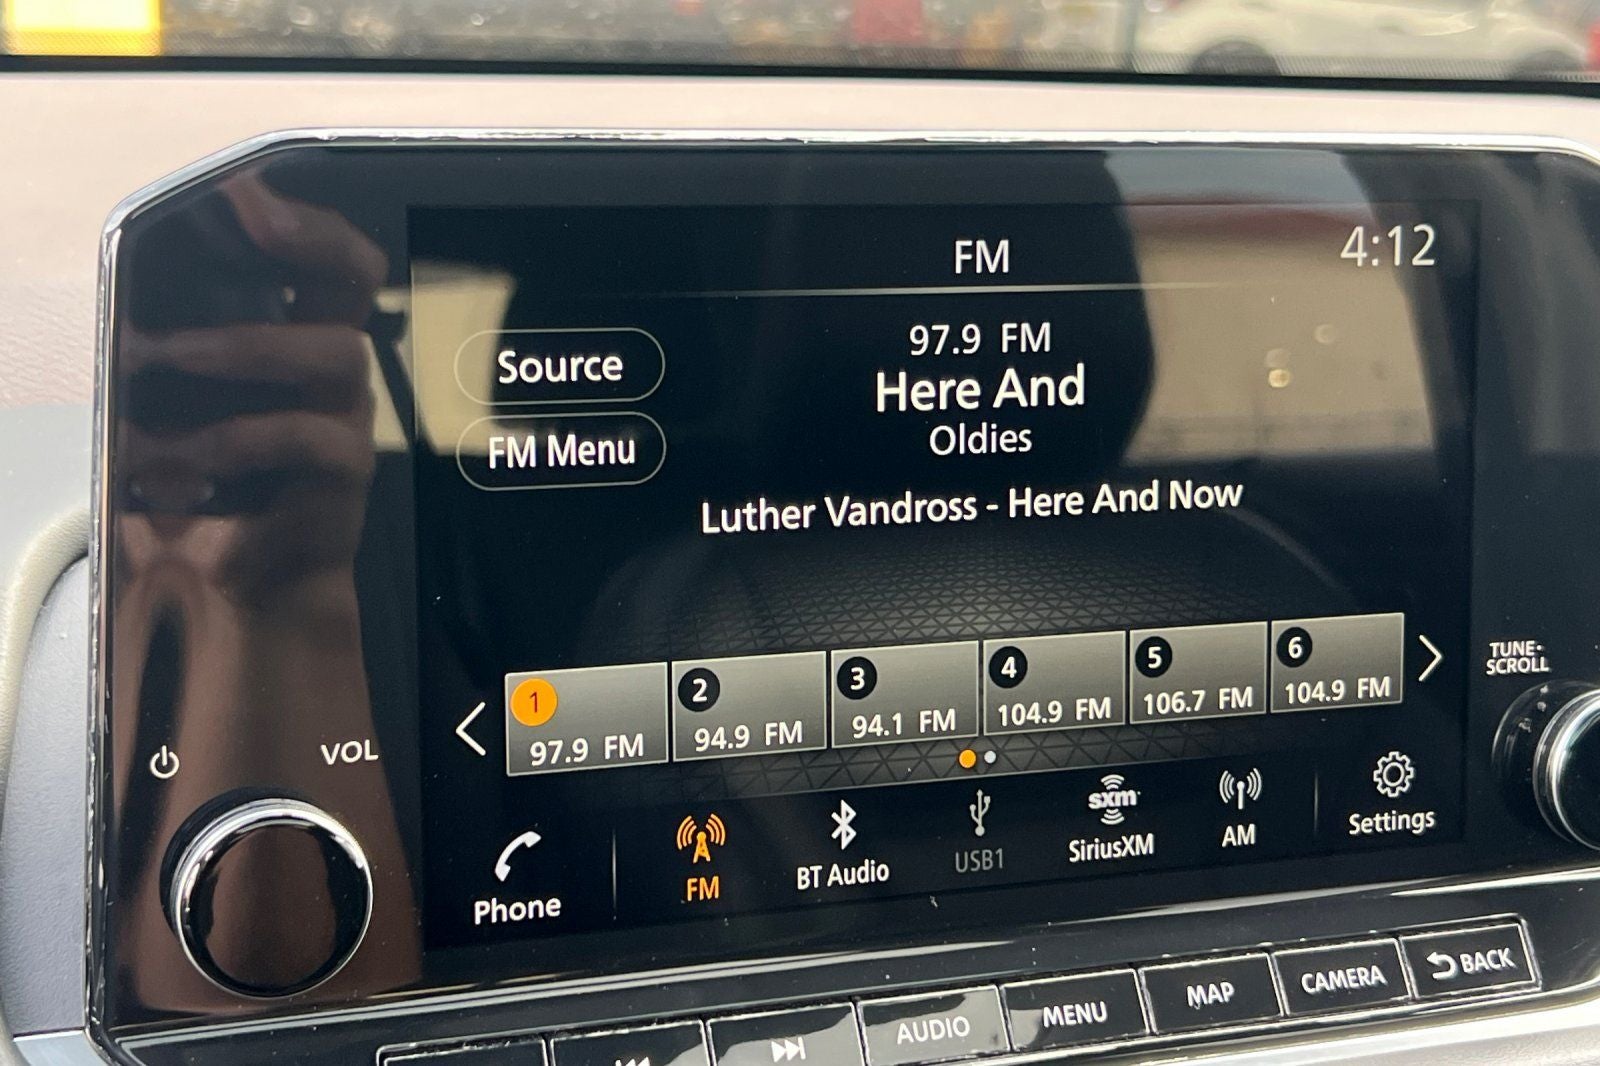 FM
4:12
Source
FM Menu
97.9 FM
Here And
Oldies
Luther Vandross - Here And Now
1
97.9 FM
2
94.9 FM
3
94.1 FM
4
104.9 FM
5
106.7 FM
6
104.9 FM
TUNE·
SCROLL
VOL
Phone
FM
BT Audio
USB1
sxm
SiriusXM
AM
Settings
AUDIO
MENU
MAP
CAMERA
BACK